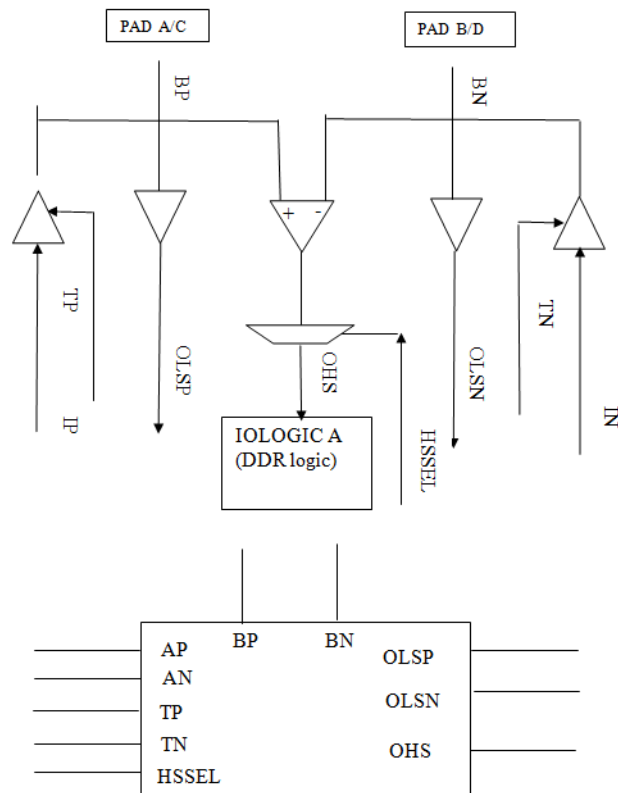 PAD A/C
PAD B/D
BP
BN
+ -
TP
IP
OLSP
OHS
HSSEL
OLSN
TN
IN
IOLOGIC A
(DDR logic)
BP
BN
AP
AN
TP
TN
HSSEL
OLSP
OLSN
OHS